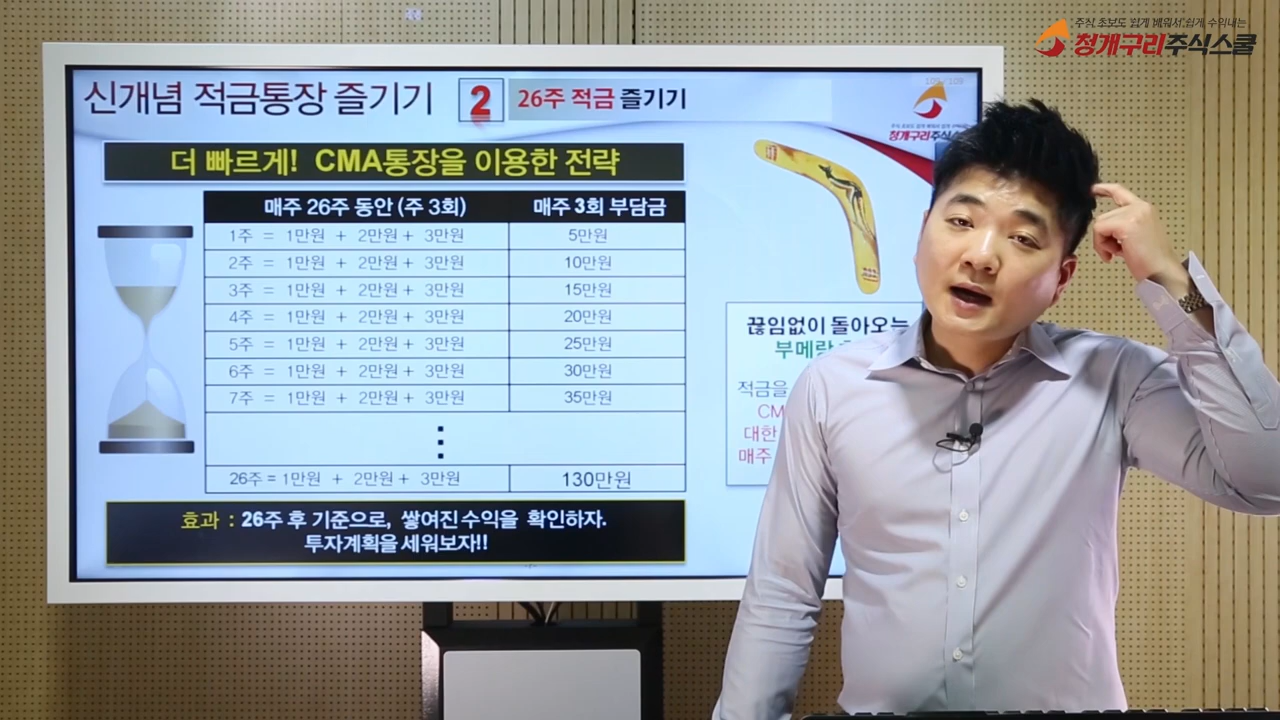 주식 초보도 쉽게 배워서 쉽게 수익내는
청개구리주식스쿨
신개념 적금통장 즐기기 2 26주 적금 즐기기
더 빠르게! CMA통장을 이용한 전략
매주 26주 동안 (주 3회) 매주 3회 부담금
1주 = 1만원 + 2만원 + 3만원 5만원
2주 = 1만원 + 2만원 + 3만원 10만원
3주 = 1만원 + 2만원 + 3만원 15만원
4주 = 1만원 + 2만원 + 3만원 20만원
5주 = 1만원 + 2만원 + 3만원 25만원
6주 = 1만원 + 2만원 + 3만원 30만원
7주 = 1만원 + 2만원 + 3만원 35만원
26주 = 1만원 + 2만원 + 3만원 130만원
효과 : 26주 후 기준으로, 쌓여진 수익을 확인하자.
투자계획을 세워보자!!
청개구리주식스
끊임없이 돌아오는
부메랑
적금을
CM
대한
매주